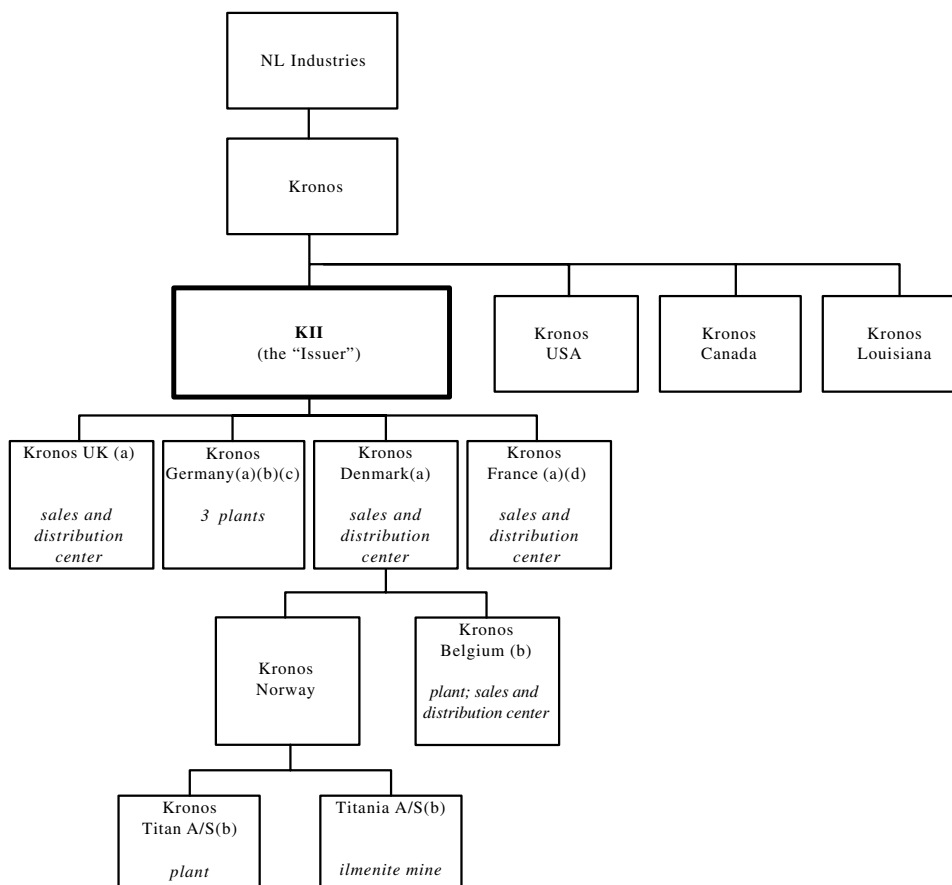 NL Industries
Kronos
KII
(the “Issuer”)
Kronos
USA
Kronos
Canada
Kronos
Louisiana
Kronos UK (a)
sales and
distribution
center
Kronos
Germany(a)(b)(c)
3 plants
Kronos
Denmark(a)
sales and
distribution
center
Kronos
France (a)(d)
sales and
distribution
center
Kronos
Norway
Kronos
Belgium (b)
plant; sales and
distribution center
Kronos
Titan A/S(b)
plant
Titania A/S(b)
ilmenite mine